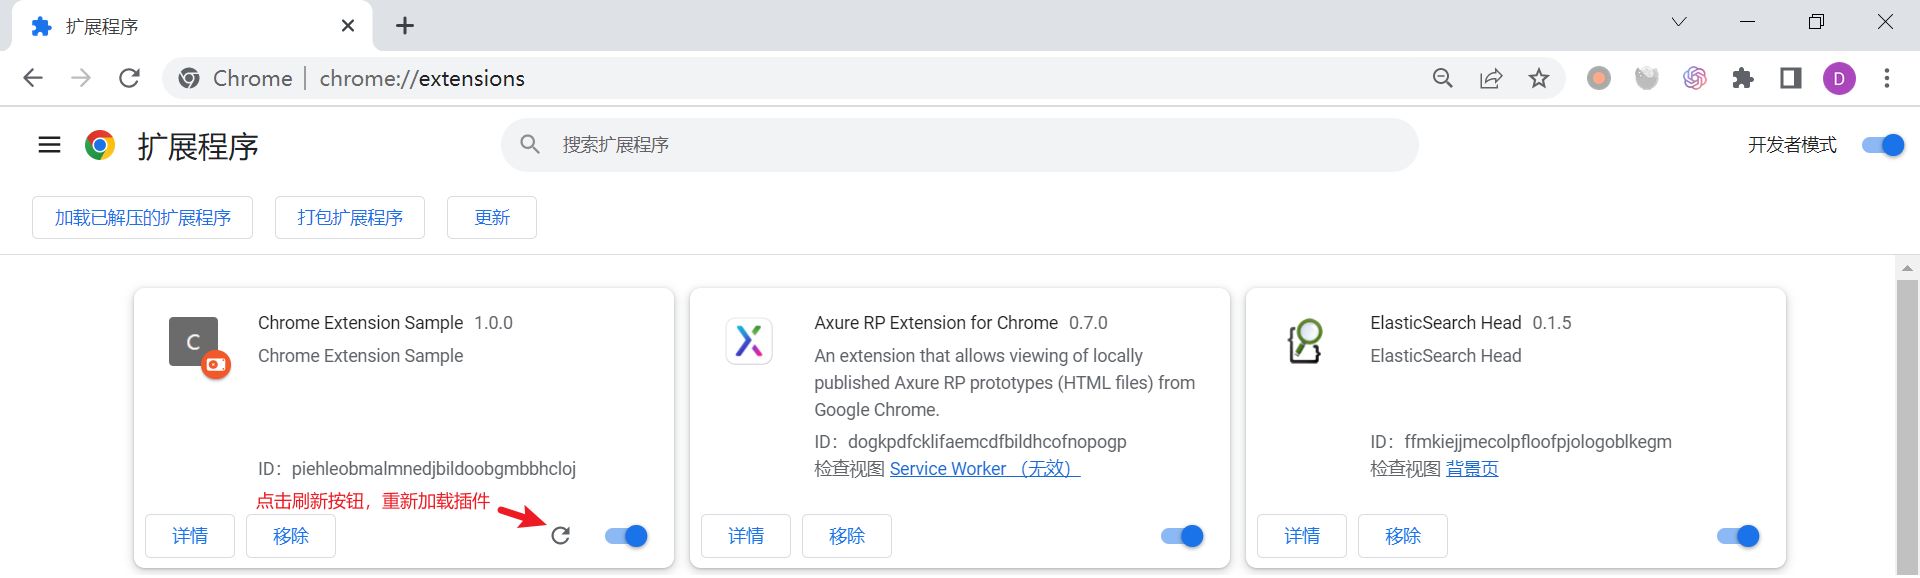 扩展程序
Chrome | chrome://extensions
D
扩展程序
搜索扩展程序
开发者模式
加载已解压的扩展程序
打包扩展程序
更新
C
Chrome Extension Sample 1.0.0
Chrome Extension Sample
ID：piehleobmalmnedjbildoobgmbbhcloj
点击刷新按钮，重新加载插件
详情
移除
Axure RP Extension for Chrome 0.7.0
An extension that allows viewing of locally
published Axure RP prototypes (HTML files) from
Google Chrome.
ID：dogkpdfcklifaemcdfbildhcofnopogp
检查视图 Service Worker （无效）
详情
移除
ElasticSearch Head 0.1.5
ElasticSearch Head
ID：ffmkiejjmecolpfloofpjologoblkegm
检查视图 背景页
详情
移除